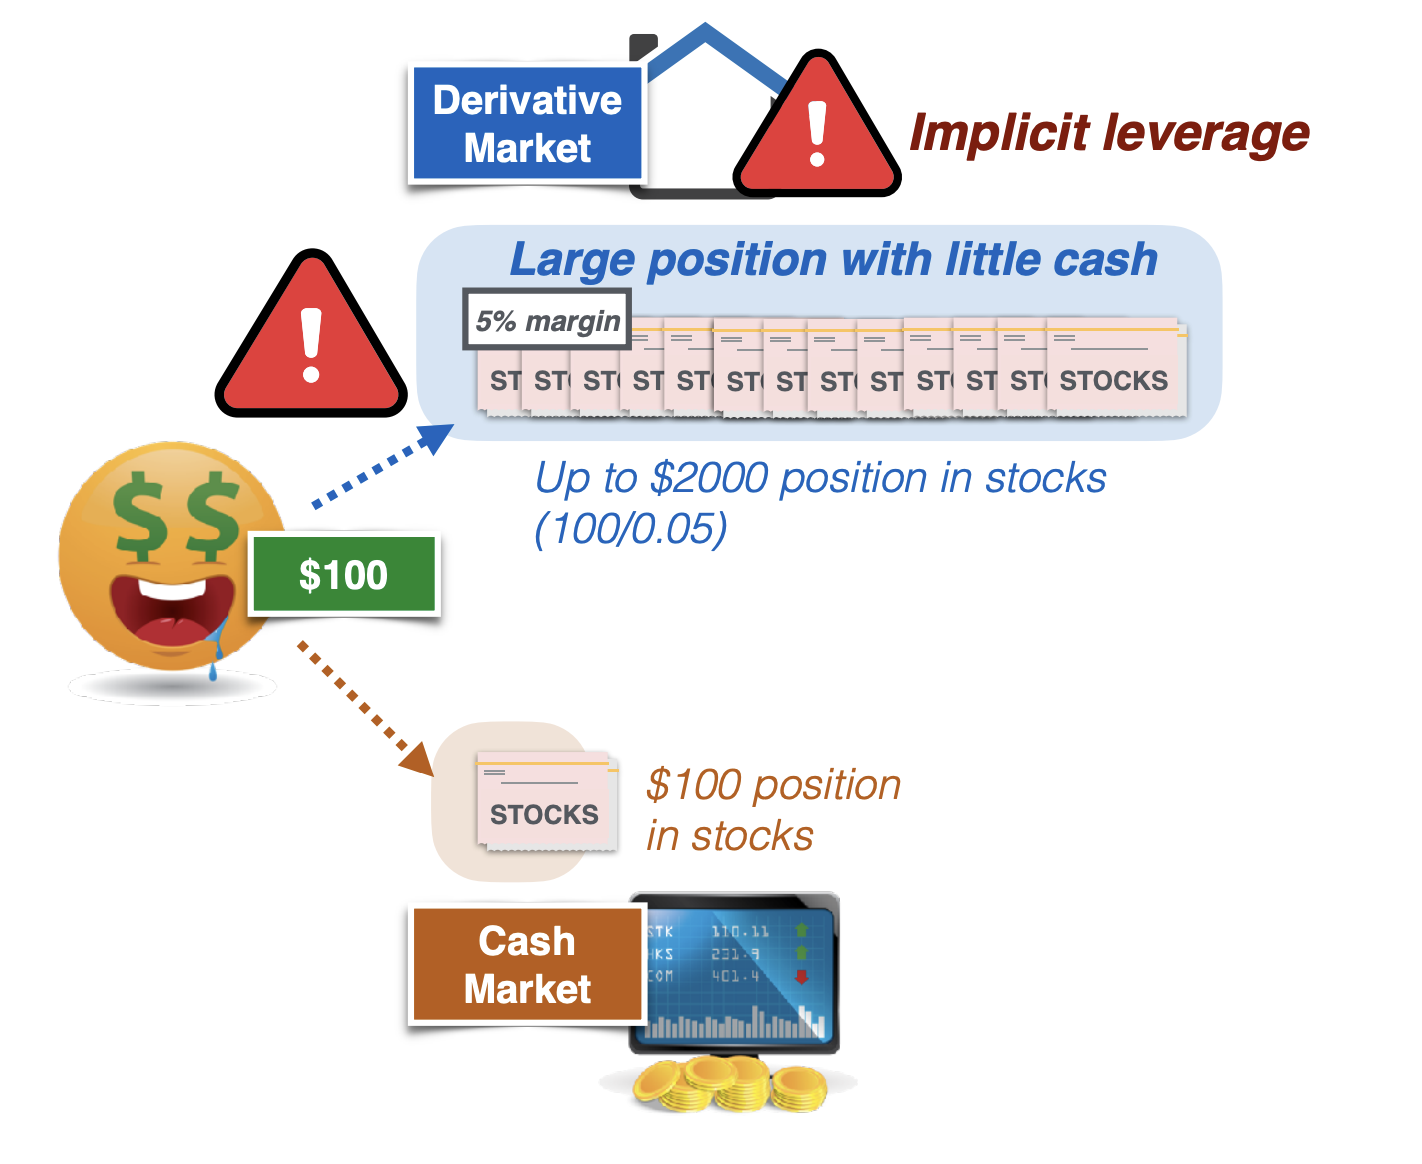 Derivative
Market
Implicit leverage
Large position with little cash
5% margin
ST ST ST ST ST ST ST ST ST ST ST ST STOCKS
Up to $2000 position in stocks
(100/0.05)
$ $
$100
STOCKS
$100 position
in stocks
Cash
Market
STK 110.11
HKS 231.9
COM 401.4